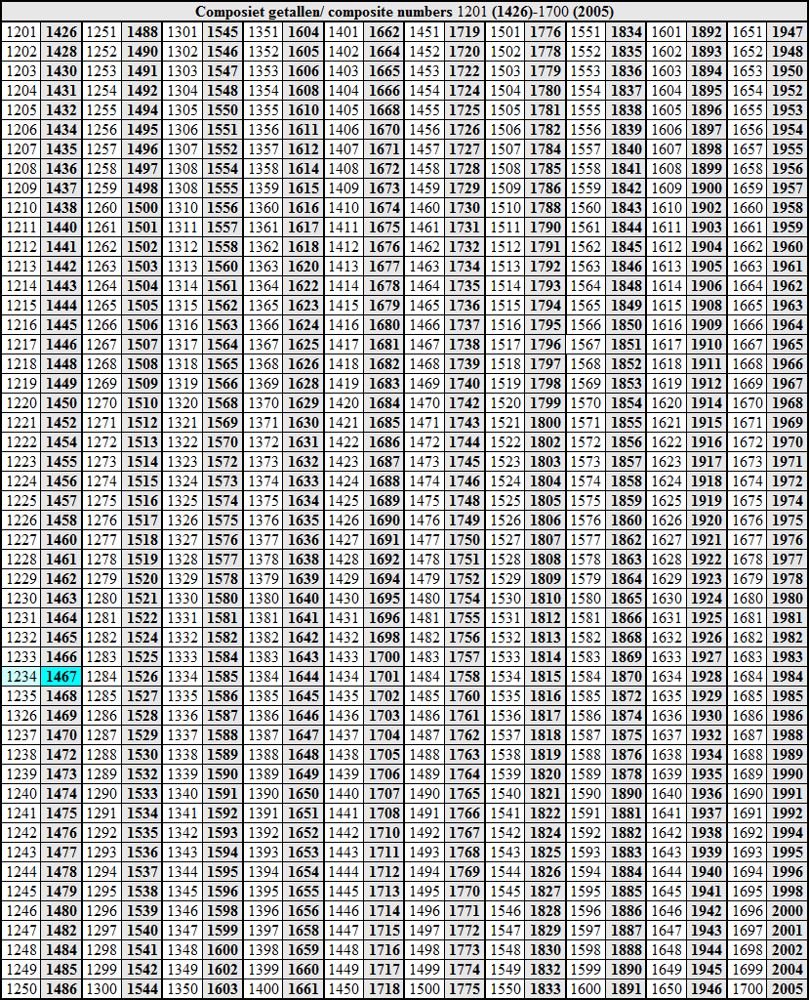 Composiet getallen/ composite numbers 1201 (1426)-1700 (2005)
1201 1426 1251 1488 1301 1545 1351 1604 1401 1662 1451 1719 1501 1776 1551 1834 1601 1892 1651 1947
1202 1428 1252 1490 1302 1546 1352 1605 1402 1664 1452 1720 1502 1778 1552 1835 1602 1893 1652 1948
1203 1430 1253 1491 1303 1547 1353 1606 1403 1665 1453 1722 1503 1779 1553 1836 1603 1894 1653 1950
1204 1431 1254 1492 1304 1548 1354 1608 1404 1666 1454 1724 1504 1780 1554 1837 1604 1895 1654 1952
1205 1432 1255 1494 1305 1550 1355 1610 1405 1668 1455 1725 1505 1781 1555 1838 1605 1896 1655 1953
1206 1434 1256 1495 1306 1551 1356 1611 1406 1670 1456 1726 1506 1782 1556 1839 1606 1897 1656 1954
1207 1435 1257 1496 1307 1552 1357 1612 1407 1671 1457 1727 1507 1784 1557 1840 1607 1898 1657 1955
1208 1436 1258 1497 1308 1554 1358 1614 1408 1672 1458 1728 1508 1785 1558 1841 1608 1899 1658 1956
1209 1437 1259 1498 1308 1555 1359 1615 1409 1673 1459 1729 1509 1786 1559 1842 1609 1900 1659 1957
1210 1438 1260 1500 1310 1556 1360 1616 1410 1674 1460 1730 1510 1788 1560 1843 1610 1902 1660 1958
1211 1440 1261 1501 1311 1557 1361 1617 1411 1675 1461 1731 1511 1790 1561 1844 1611 1903 1661 1959
1212 1441 1262 1502 1312 1558 1362 1618 1412 1676 1462 1732 1512 1791 1562 1845 1612 1904 1662 1960
1213 1442 1263 1503 1313 1560 1363 1620 1413 1677 1463 1734 1513 1792 1563 1846 1613 1905 1663 1961
1214 1443 1264 1504 1314 1561 1364 1622 1414 1678 1464 1735 1514 1793 1564 1848 1614 1906 1664 1962
1215 1444 1265 1505 1315 1562 1365 1623 1415 1679 1465 1736 1515 1794 1565 1849 1615 1908 1665 1963
1216 1445 1266 1506 1316 1563 1366 1624 1416 1680 1466 1737 1516 1795 1566 1850 1616 1909 1666 1964
1217 1446 1267 1507 1317 1564 1367 1625 1417 1681 1467 1738 1517 1796 1567 1851 1617 1910 1667 1965
1218 1448 1268 1508 1318 1565 1368 1626 1418 1682 1468 1739 1518 1797 1568 1852 1618 1911 1668 1966
1219 1449 1269 1509 1319 1566 1369 1628 1419 1683 1469 1740 1519 1798 1569 1853 1619 1912 1669 1967
1220 1450 1270 1510 1320 1568 1370 1629 1420 1684 1470 1742 1520 1799 1570 1854 1620 1914 1670 1968
1221 1452 1271 1512 1321 1569 1371 1630 1421 1685 1471 1743 1521 1800 1571 1855 1621 1915 1671 1969
1222 1454 1272 1513 1322 1570 1372 1631 1422 1686 1472 1744 1522 1802 1572 1856 1622 1916 1672 1970
1223 1455 1273 1514 1323 1572 1373 1632 1423 1687 1473 1745 1523 1803 1573 1857 1623 1917 1673 1971
1224 1456 1274 1515 1324 1573 1374 1633 1424 1688 1474 1746 1524 1804 1574 1858 1624 1918 1674 1972
1225 1457 1275 1516 1325 1574 1375 1634 1425 1689 1475 1748 1525 1805 1575 1859 1625 1919 1675 1974
1226 1458 1276 1517 1326 1575 1376 1635 1426 1690 1476 1749 1526 1806 1576 1860 1626 1920 1676 1975
1227 1460 1277 1518 1327 1576 1377 1636 1427 1691 1477 1750 1527 1807 1577 1862 1627 1921 1677 1976
1228 1461 1278 1519 1328 1577 1378 1638 1428 1692 1478 1751 1528 1808 1578 1863 1628 1922 1678 1977
1229 1462 1279 1520 1329 1578 1379 1639 1429 1694 1479 1752 1529 1809 1579 1864 1629 1923 1679 1978
1230 1463 1280 1521 1330 1580 1380 1640 1430 1695 1480 1754 1530 1810 1580 1865 1630 1924 1680 1980
1231 1464 1281 1522 1331 1581 1381 1641 1431 1696 1481 1755 1531 1812 1581 1866 1631 1925 1681 1981
1232 1465 1282 1524 1332 1582 1382 1642 1432 1698 1482 1756 1532 1813 1582 1868 1632 1926 1682 1982
1233 1466 1283 1525 1333 1584 1383 1643 1433 1700 1483 1757 1533 1814 1583 1869 1633 1927 1683 1983
1234 1467 1284 1526 1334 1585 1384 1644 1434 1701 1484 1758 1534 1815 1584 1870 1634 1928 1684 1984
1235 1468 1285 1527 1335 1586 1385 1645 1435 1702 1485 1760 1535 1816 1585 1872 1635 1929 1685 1985
1326 1469 1286 1528 1336 1587 1386 1646 1436 1703 1486 1761 1536 1817 1586 1874 1636 1930 1686 1986
1237 1470 1287 1529 1337 1588 1387 1647 1437 1704 1487 1762 1537 1818 1587 1875 1637 1932 1687 1988
1238 1472 1288 1530 1338 1589 1388 1648 1438 1705 1488 1763 1538 1819 1588 1876 1638 1934 1688 1989
1239 1473 1289 1532 1339 1590 1389 1649 1439 1706 1489 1764 1539 1820 1589 1878 1639 1935 1689 1990
1240 1474 1290 1533 1340 1591 1390 1650 1440 1707 1490 1765 1540 1821 1590 1890 1640 1936 1690 1991
1241 1475 1291 1534 1341 1592 1391 1651 1441 1708 1491 1766 1541 1822 1591 1881 1641 1937 1691 1992
1242 1476 1292 1535 1342 1593 1392 1652 1442 1710 1492 1767 1542 1824 1592 1882 1642 1938 1692 1994
1243 1477 1293 1536 1343 1594 1393 1653 1443 1711 1493 1768 1543 1825 1593 1883 1643 1939 1693 1995
1244 1478 1294 1537 1344 1595 1394 1654 1444 1712 1494 1769 1544 1826 1594 1884 1644 1940 1694 1996
1245 1479 1295 1538 1345 1596 1395 1655 1445 1713 1495 1770 1545 1827 1595 1885 1645 1941 1695 1998
1246 1480 1296 1539 1346 1598 1396 1656 1446 1714 1496 1771 1546 1828 1596 1886 1646 1942 1696 2000
1247 1482 1297 1540 1347 1599 1397 1658 1447 1715 1497 1772 1547 1829 1597 1887 1647 1943 1697 2001
1248 1484 1298 1541 1348 1600 1398 1659 1448 1716 1498 1773 1548 1830 1598 1888 1648 1944 1698 2002
1249 1485 1299 1542 1349 1602 1399 1660 1449 1717 1499 1774 1549 1832 1599 1890 1649 1945 1699 2004
1250 1486 1300 1544 1350 1603 1400 1661 1450 1718 1500 1775 1550 1833 1600 1891 1650 1946 1700 2005